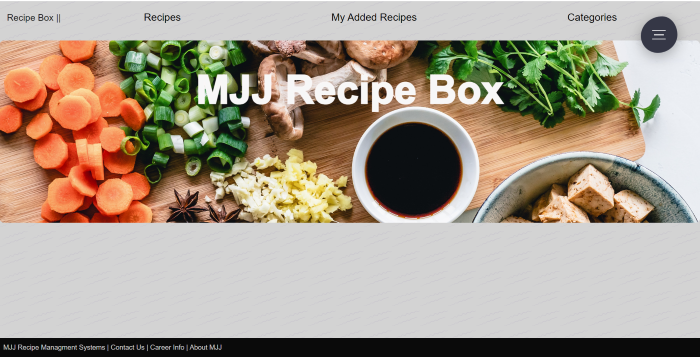 Recipe Box || Recipes My Added Recipes Categories
MJJ Recipe Box
MJJ Recipe Managment Systems | Contact Us | Career Info | About MJJ